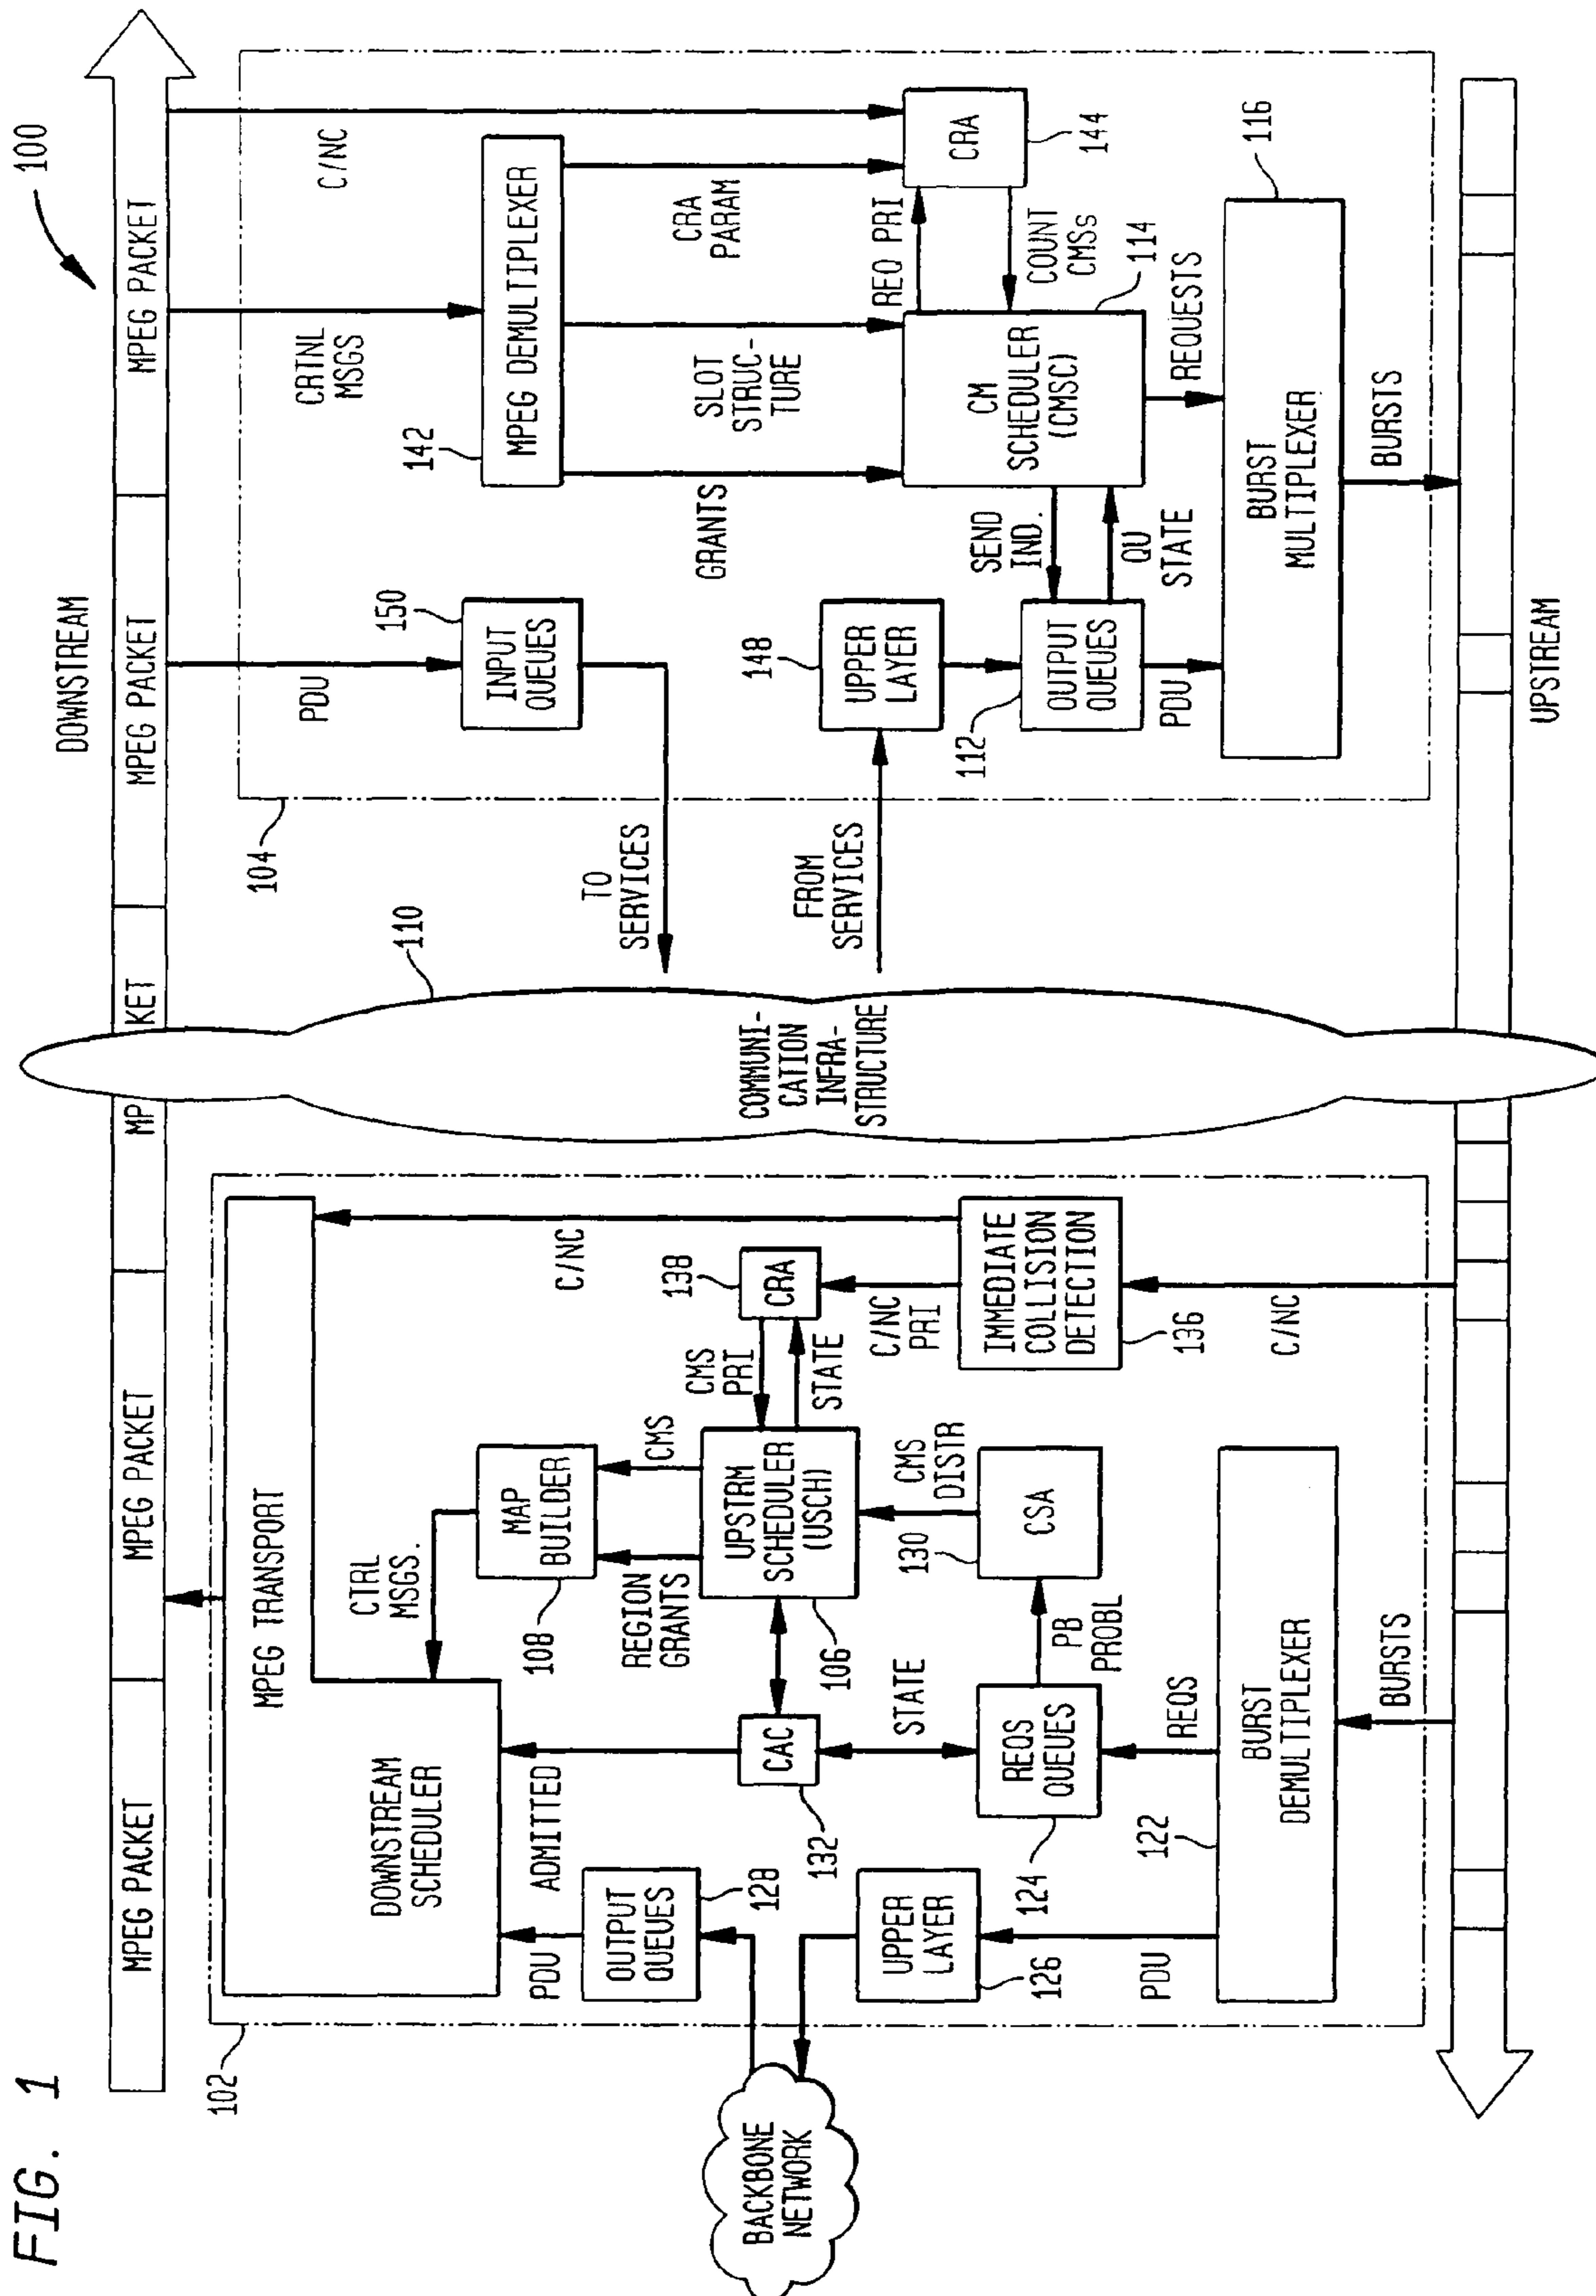 FIG. 1
100
DOWNSTREAM
MPEG PACKET
MPEG PACKET
MP
KET
MPEG PACKET
MPEG PACKET
102
MPEG TRANSPORT
DOWNSTREAM
SCHEDULER
CTRL
MSGS.
PDU
ADMITTED
C/NC
OUTPUT
QUEUES
128
MAP
BUILDER
108
REGION
GRANTS
CMS
CMS
PRI
138
CRA
STATE
BACKBONE
NETWORK
CAC
132
UPSTRM
SCHEDULER
(USCH)
106
UPPER
LAYER
126
STATE
CMS
DISTR
130
C/NC
PRI
REQS
QUEUES
124
PB
PROBL
CSA
IMMEDIATE
COLLISION
DETECTION
136
PDU
REQS
122
BURST
DEMULTIPLEXER
BURSTS
C/NC
110
COMMUNI-
CATION
INFRA-
STRUCTURE
104
PDU
CRTNL
MSGS
C/NC
150
INPUT
QUEUES
142
MPEG DEMULTIPLEXER
TO
SERVICES
GRANTS
SLOT
STRUC-
TURE
CRA
PARAM
FROM
SERVICES
148
UPPER
LAYER
REQ PRI
CRA
144
CM
SCHEDULER
(CMSC)
COUNT
CMSs
114
SEND
IND.
QU
STATE
112
OUTPUT
QUEUES
PDU
REQUESTS
116
BURST
MULTIPLEXER
BURSTS
UPSTREAM